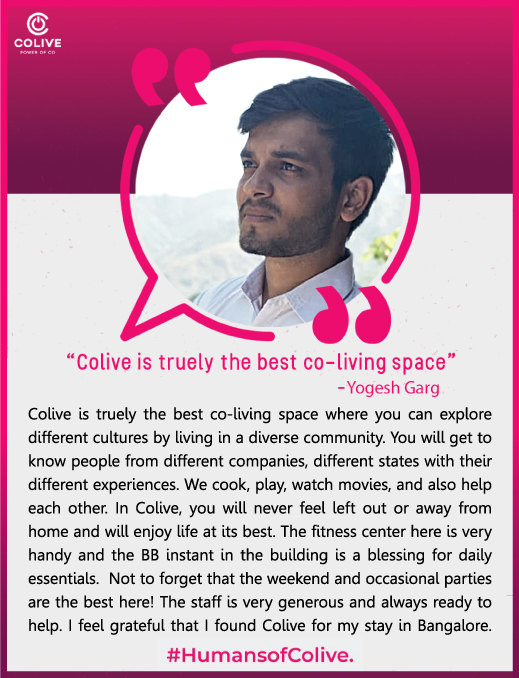 COLIVE
POWER OF CO
“Colive is truely the best co-living space”
-Yogesh Garg
Colive is truely the best co-living space where you can explore
different cultures by living in a diverse community. You will get to
know people from different companies, different states with their
different experiences. We cook, play, watch movies, and also help
each other. In Colive, you will never feel left out or away from
home and will enjoy life at its best. The fitness center here is very
handy and the BB instant in the building is a blessing for daily
essentials. Not to forget that the weekend and occasional parties
are the best here! The staff is very generous and always ready to
help. I feel grateful that I found Colive for my stay in Bangalore.
#HumansofColive.